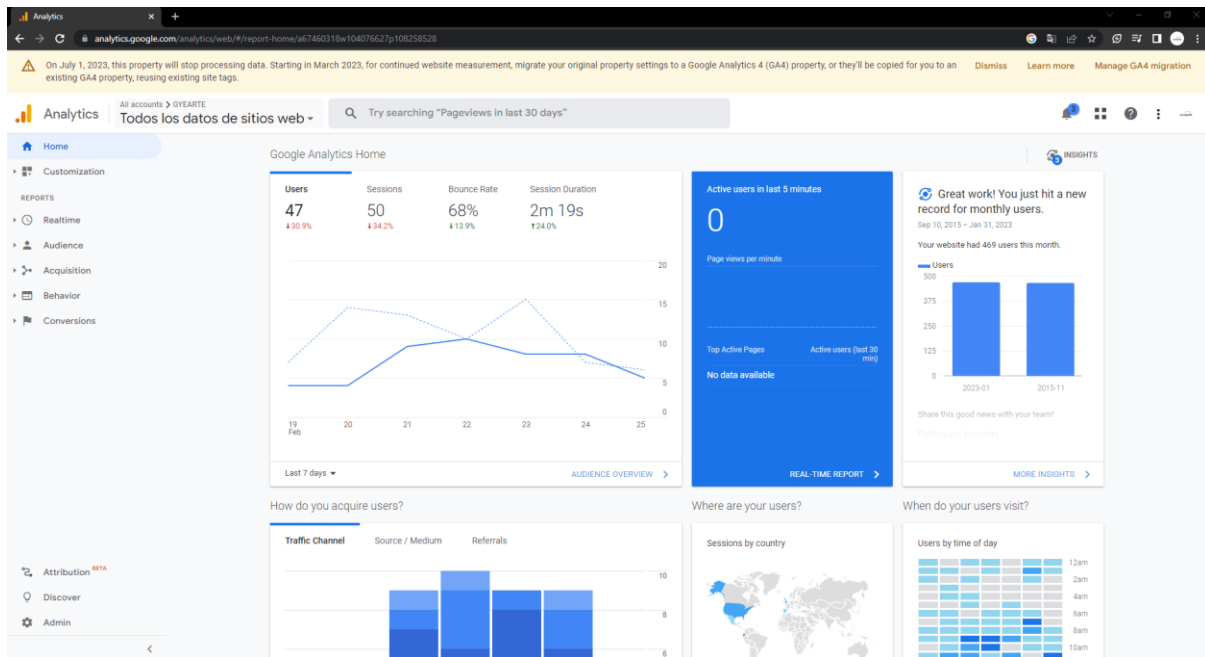 Analytics
analytics.google.com/analytics/web/#/report-home/a67460318w104076627p108258528
On July 1, 2023, this property will stop processing data. Starting in March 2023, for continued website measurement, migrate your original property settings to a Google Analytics 4 (GA4) property, or they'll be copied for you to an
existing GA4 property, reusing existing site tags.
Dismiss
Learn more
Manage GA4 migration
Analytics
All accounts > GYEARTE
Todos los datos de sitios web
Try searching "Pageviews in last 30 days"
3
Home
Customization
REPORTS
Realtime
Audience
Acquisition
Behavior
Conversions
Attribution BETA
Discover
Admin
Google Analytics Home
3
INSIGHTS
Users
47
30.9%
Sessions
50
34.2%
Bounce Rate
68%
13.9%
Session Duration
2m 19s
24.0%
20
15
10
5
0
19
Feb
20
21
22
23
24
25
Last 7 days
AUDIENCE OVERVIEW
Active users in last 5 minutes
0
Page views per minute
Top Active Pages
Active users (last 30
min)
No data available
REAL-TIME REPORT
Great work! You just hit a new
record for monthly users.
Sep 10, 2015 – Jan 31, 2023
Your website had 469 users this month.
Users
500
375
250
125
0
2023-01
2015-11
Share this good news with your team!
MORE INSIGHTS
How do you acquire users?
Traffic Channel
Source / Medium
Referrals
10
8
6
Where are your users?
Sessions by country
When do your users visit?
Users by time of day
12am
2am
4am
6am
8am
10am